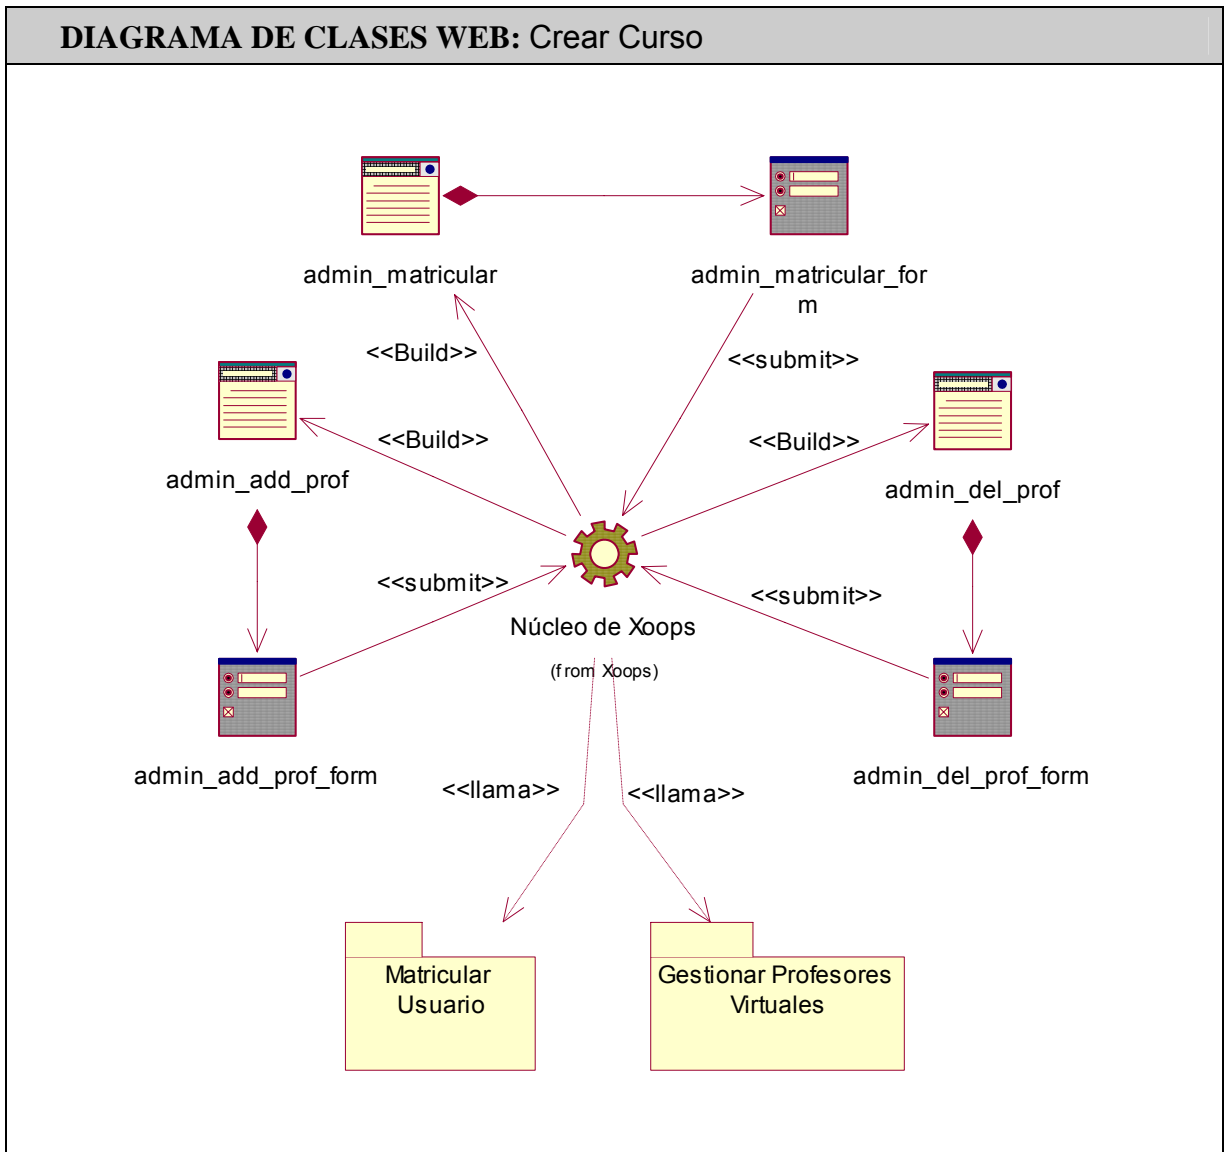 DIAGRAMA DE CLASES WEB: Crear Curso
admin_matricular
admin_matricular_for
m
<<Build>>
<<submit>>
<<Build>>
<<Build>>
admin_add_prof
admin_del_prof
<<submit>>
<<submit>>
Núcleo de Xoops
(from Xoops)
admin_add_prof_form
admin_del_prof_form
<<llama>>
<<llama>>
Matricular
Usuario
Gestionar Profesores
Virtuales